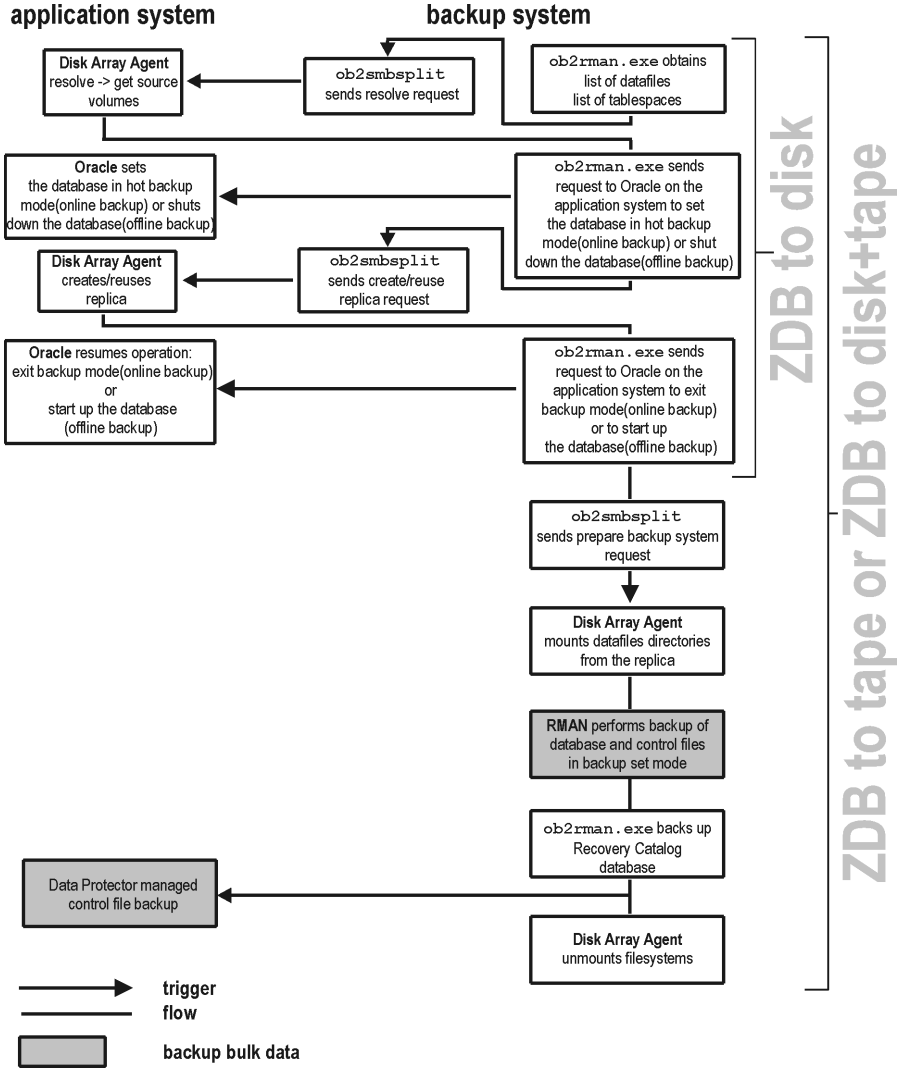 application system
backup system
Disk Array Agent
resolve -> get source
volumes
ob2smbsplit
sends resolve request
ob2rman.exe obtains
list of datafiles
list of tablespaces
Oracle sets
the database in hot backup
mode(online backup) or shuts
down the database(offline backup)
ob2rman.exe sends
request to Oracle on the
application system to set
the database in hot backup
mode(online backup) or shut
down the database(offline backup)
Disk Array Agent
creates/reuses
replica
ob2smbsplit
sends create/reuse
replica request
Oracle resumes operation:
exit backup mode(online backup)
or
start up the database
(offline backup)
ob2rman.exe sends
request to Oracle on the
application system to exit
backup mode(online backup)
or to start up
the database(offline backup)
ZDB to disk
ZDB to tape or ZDB to disk+tape
ob2smbsplit
sends prepare backup system
request
Disk Array Agent
mounts datafiles directories
from the replica
RMAN performs backup of
database and control files
in backup set mode
ob2rman.exe backs up
Recovery Catalog
database
Data Protector managed
control file backup
Disk Array Agent
unmounts filesystems
trigger
flow
backup bulk data